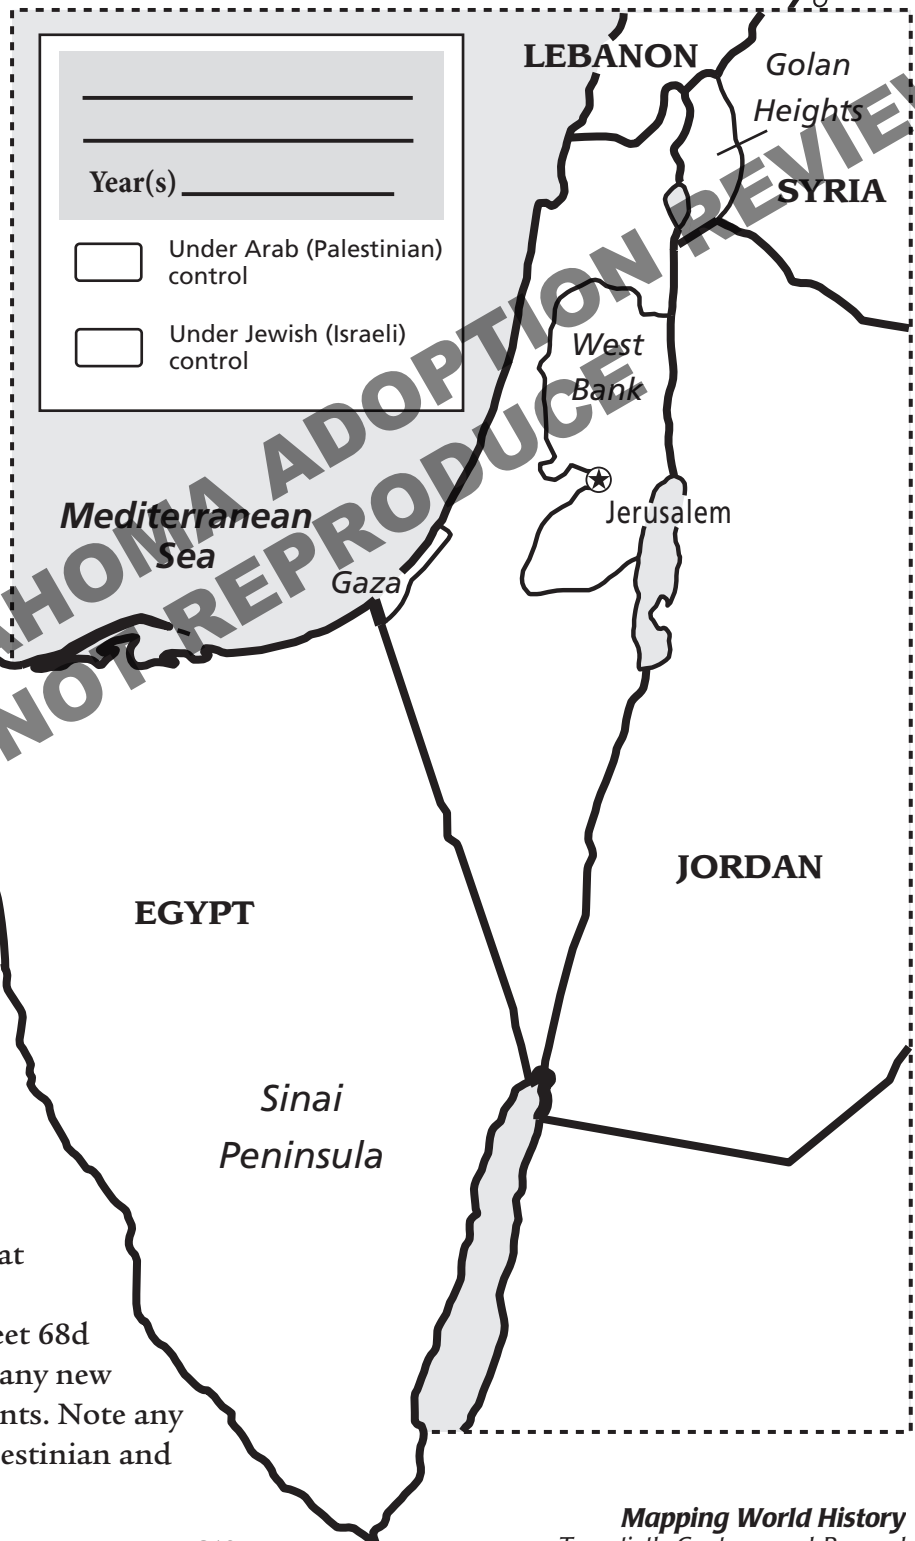 LEBANON
Golan
Heights
SYRIA
Year(s)
Under Arab (Palestinian)
control
Under Jewish (Israeli)
control
West
Bank
Jerusalem
Mediterranean
Sea
Gaza
AHOMA ADOPTION REVIEW
NOT REPRODUCE
JORDAN
EGYPT
Sinai
Peninsula
at
eet 68d
any new
nts. Note any
estinian and
Mapping World History